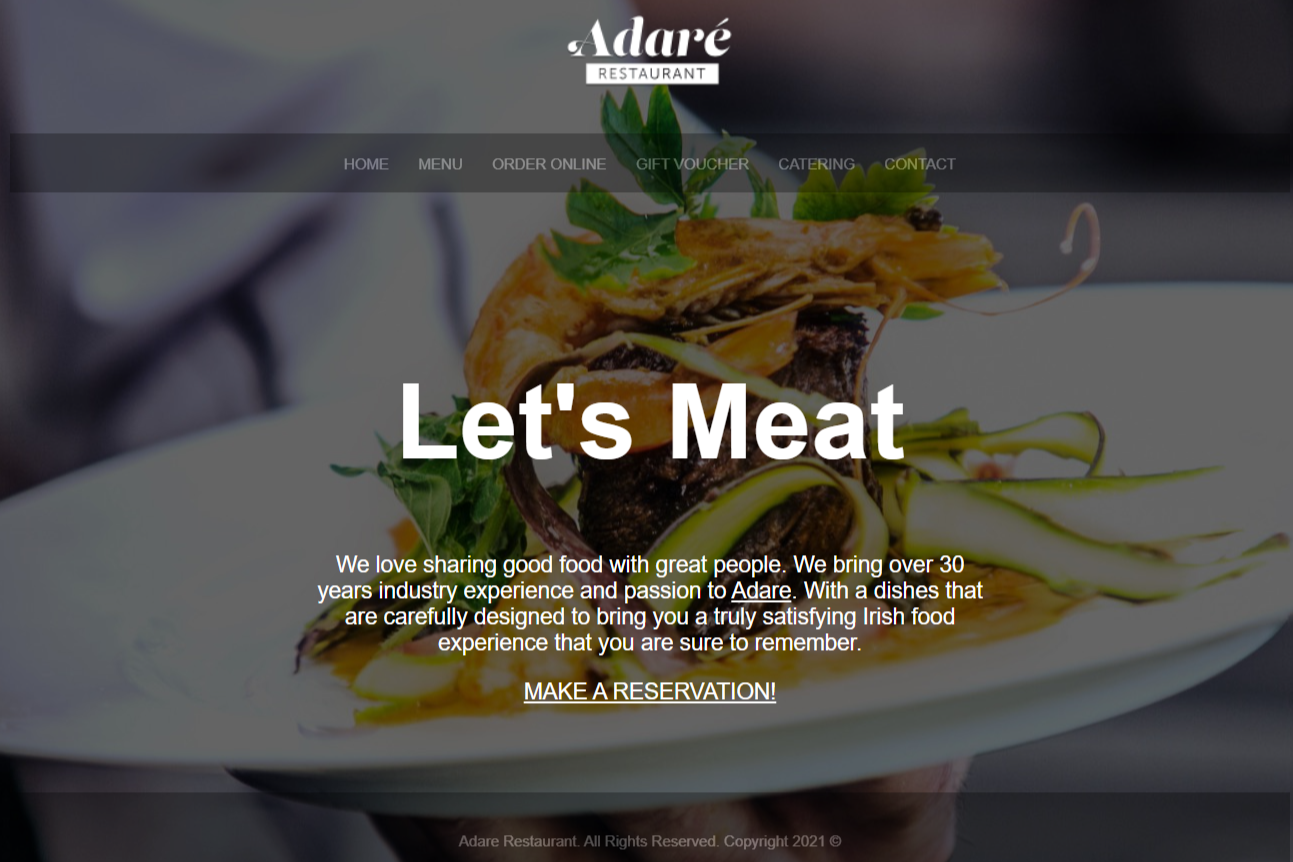 Adaré
RESTAURANT
HOME MENU ORDER ONLINE GIFT VOUCHER CATERING CONTACT
Let's Meat
We love sharing good food with great people. We bring over 30
years industry experience and passion to Adare. With a dishes that
are carefully designed to bring you a truly satisfying Irish food
experience that you are sure to remember.
MAKE A RESERVATION!
Adare Restaurant. All Rights Reserved. Copyright 2021 ©